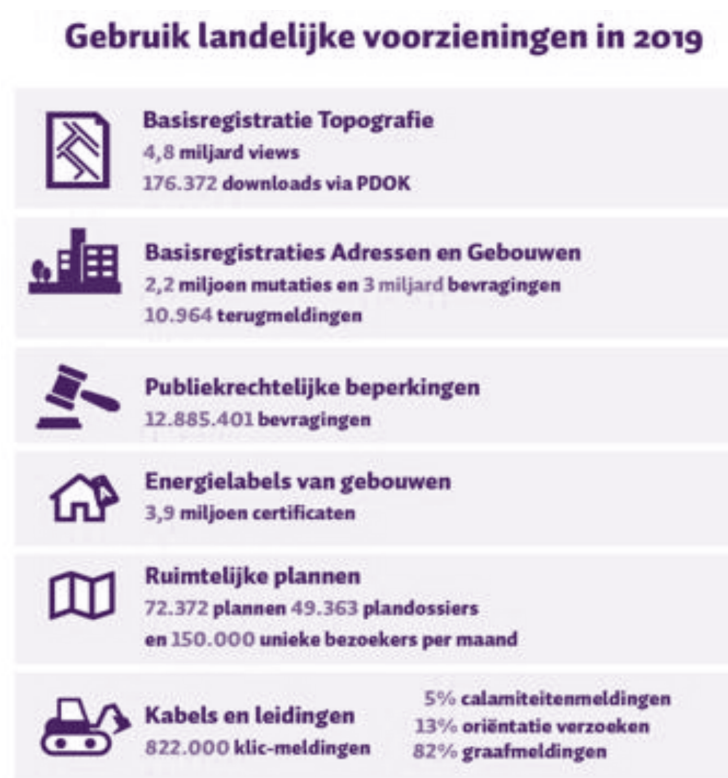 Gebruik landelijke voorzieningen in 2019
Basisregistratie Topografie
4,8 miljard views
176.372 downloads via PDOK
Basisregistraties Adressen en Gebouwen
2,2 miljoen mutaties en 3 miljard bevragingen
10.964 terugmeldingen
Publiekrechtelijke beperkingen
12.885.401 bevragingen
Energielabels van gebouwen
3,9 miljoen certificaten
Ruimtelijke plannen
72.372 plannen 49.363 plandossiers
en 150.000 unieke bezoekers per maand
Kabels en leidingen
822.000 klic-meldingen
5% calamiteitenmeldingen
13% oriëntatie verzoeken
82% graafmeldingen